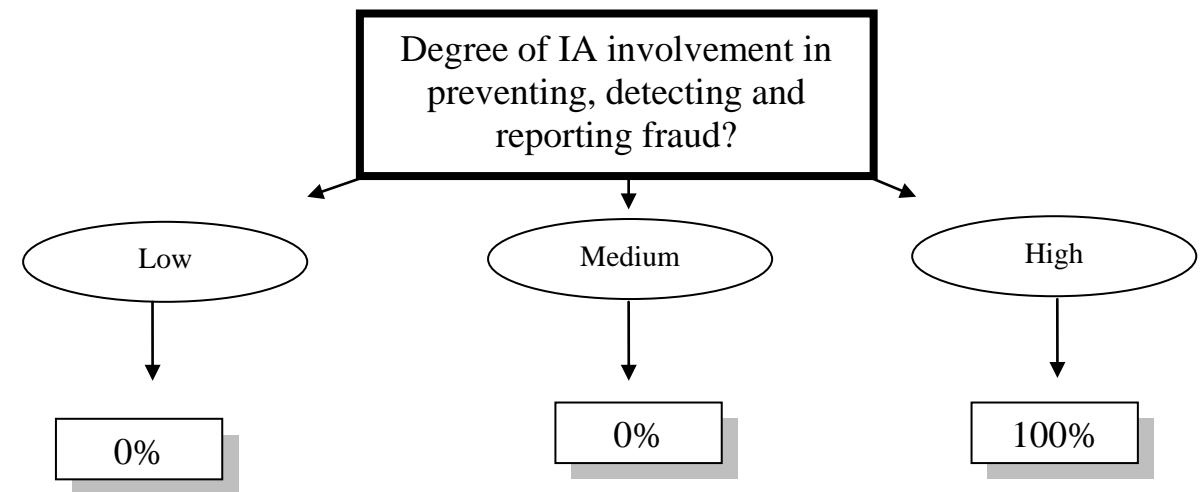 Degree of IA involvement in
preventing, detecting and
reporting fraud?
Low
Medium
High
0%
0%
100%